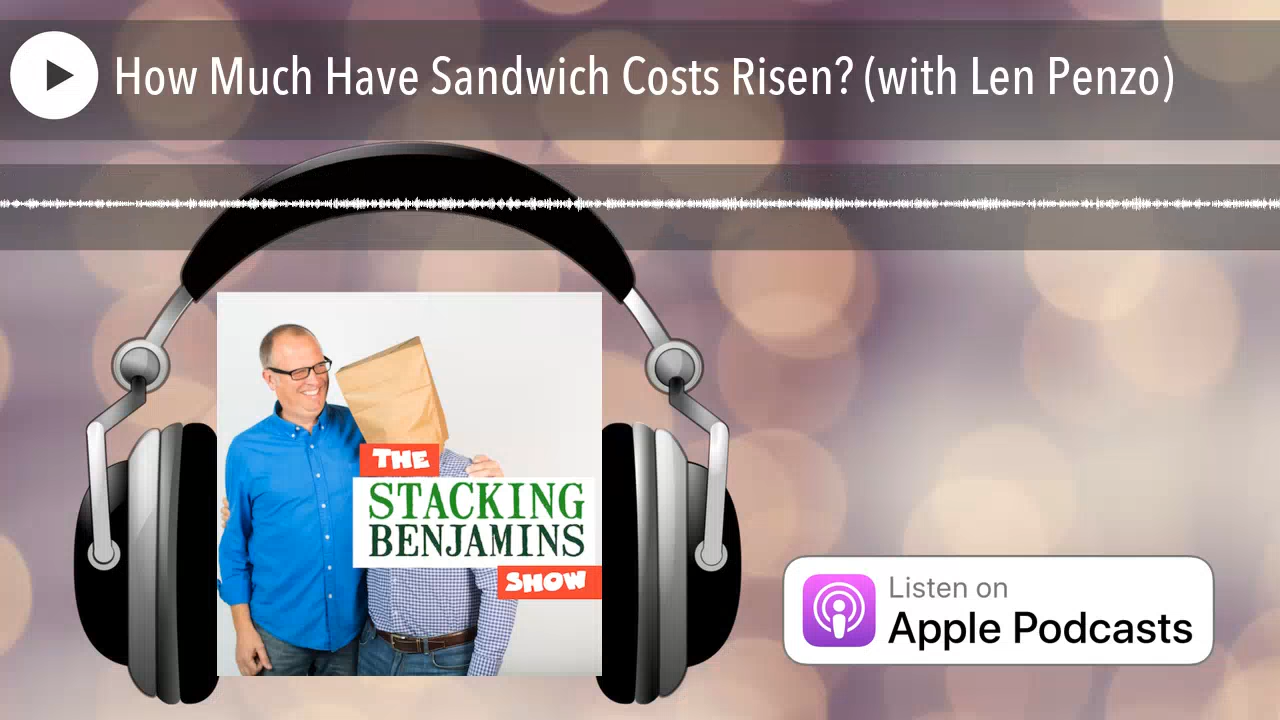 How Much Have Sandwich Costs Risen? (with Len Penzo)
THE
STACKING
BENJAMINS
SHOW
Listen on
Apple Podcasts